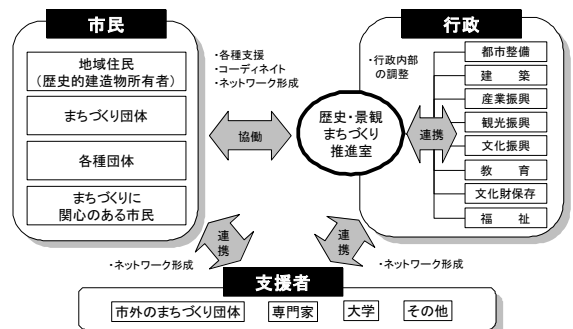 市民
地域住民
(歴史的建造物所有者)
まちづくり団体
各種団体
まちづくりに
関心のある市民
・各種支援
・コーディネイト
・ネットワーク形成
協働
歴史・景観
まちづくり
推進室
行政
・行政内部
の調整
連携
都市整備
建 築
産業振興
観光振興
文化振興
教 育
文化財保存
福 祉
連携
・ネットワーク形成
連携
・ネットワーク形成
支援者
市外のまちづくり団体
専門家
大学
その他